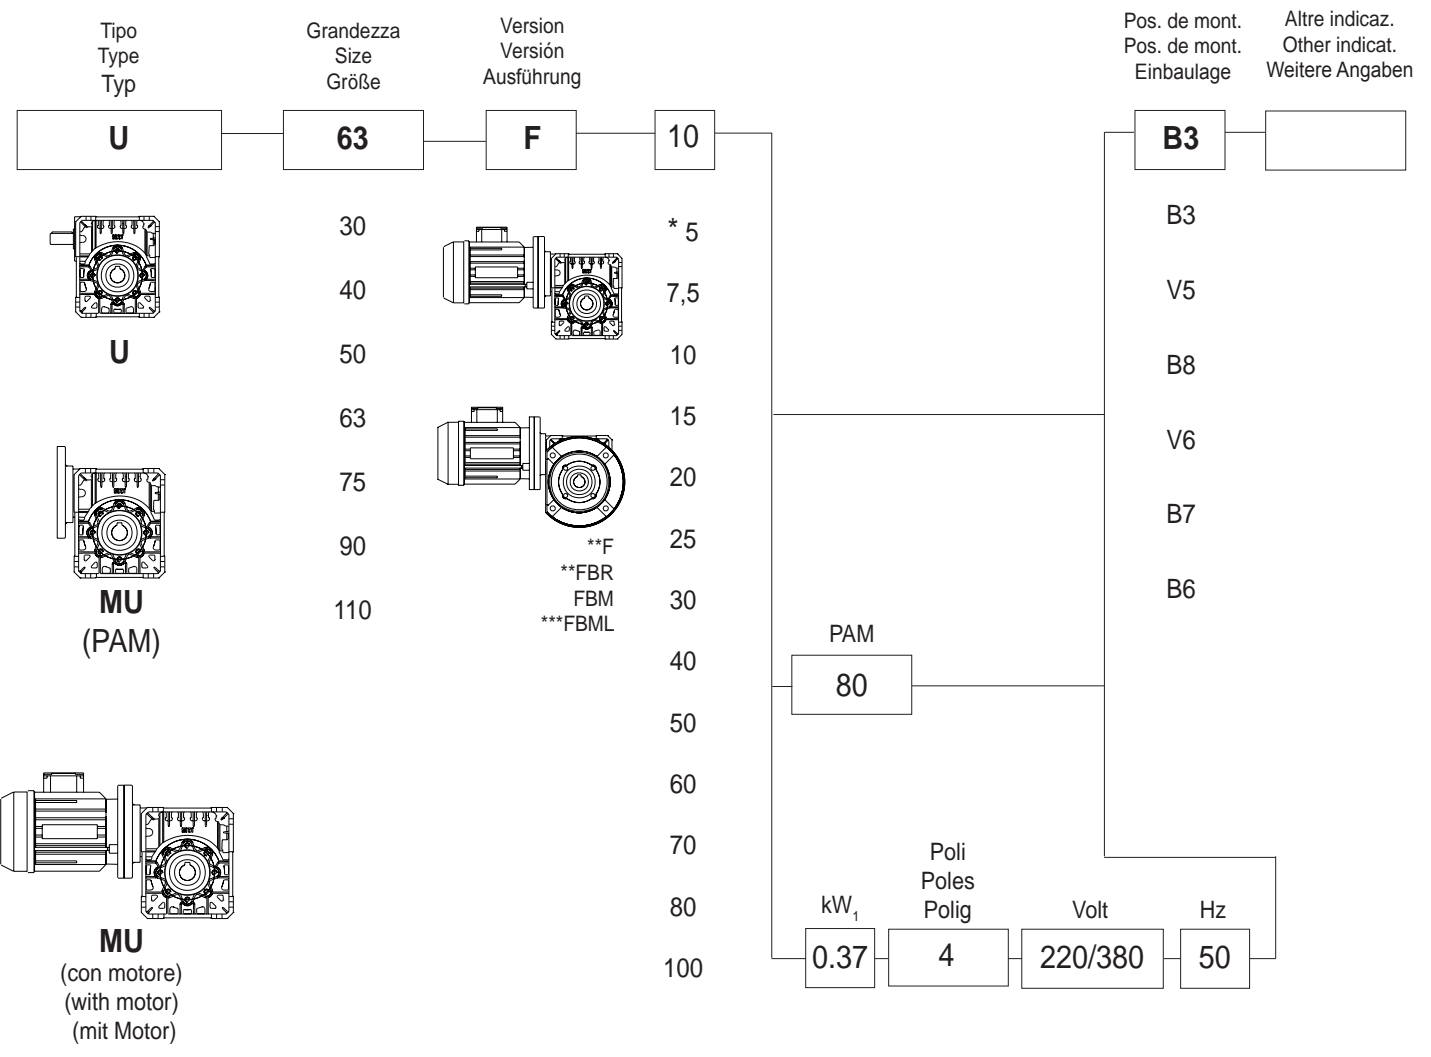 Tipo
Type
Typ
Grandezza
Size
Größe
Version
Versión
Ausführung
Pos. de mont.
Pos. de mont.
Einbaulage
Altre indicaz.
Other indicat.
Weitere Angaben
U
63
F
10
B3
U
MU
(PAM)
MU
(con motore)
(with motor)
(mit Motor)
30
40
50
63
75
90
110
**F
**FBR
FBM
***FBML
* 5
7,5
10
15
20
25
30
40
50
60
70
80
100
PAM
80
kW1
0.37
Poli
Poles
Polig
4
Volt
220/380
Hz
50
B3
V5
B8
V6
B7
B6